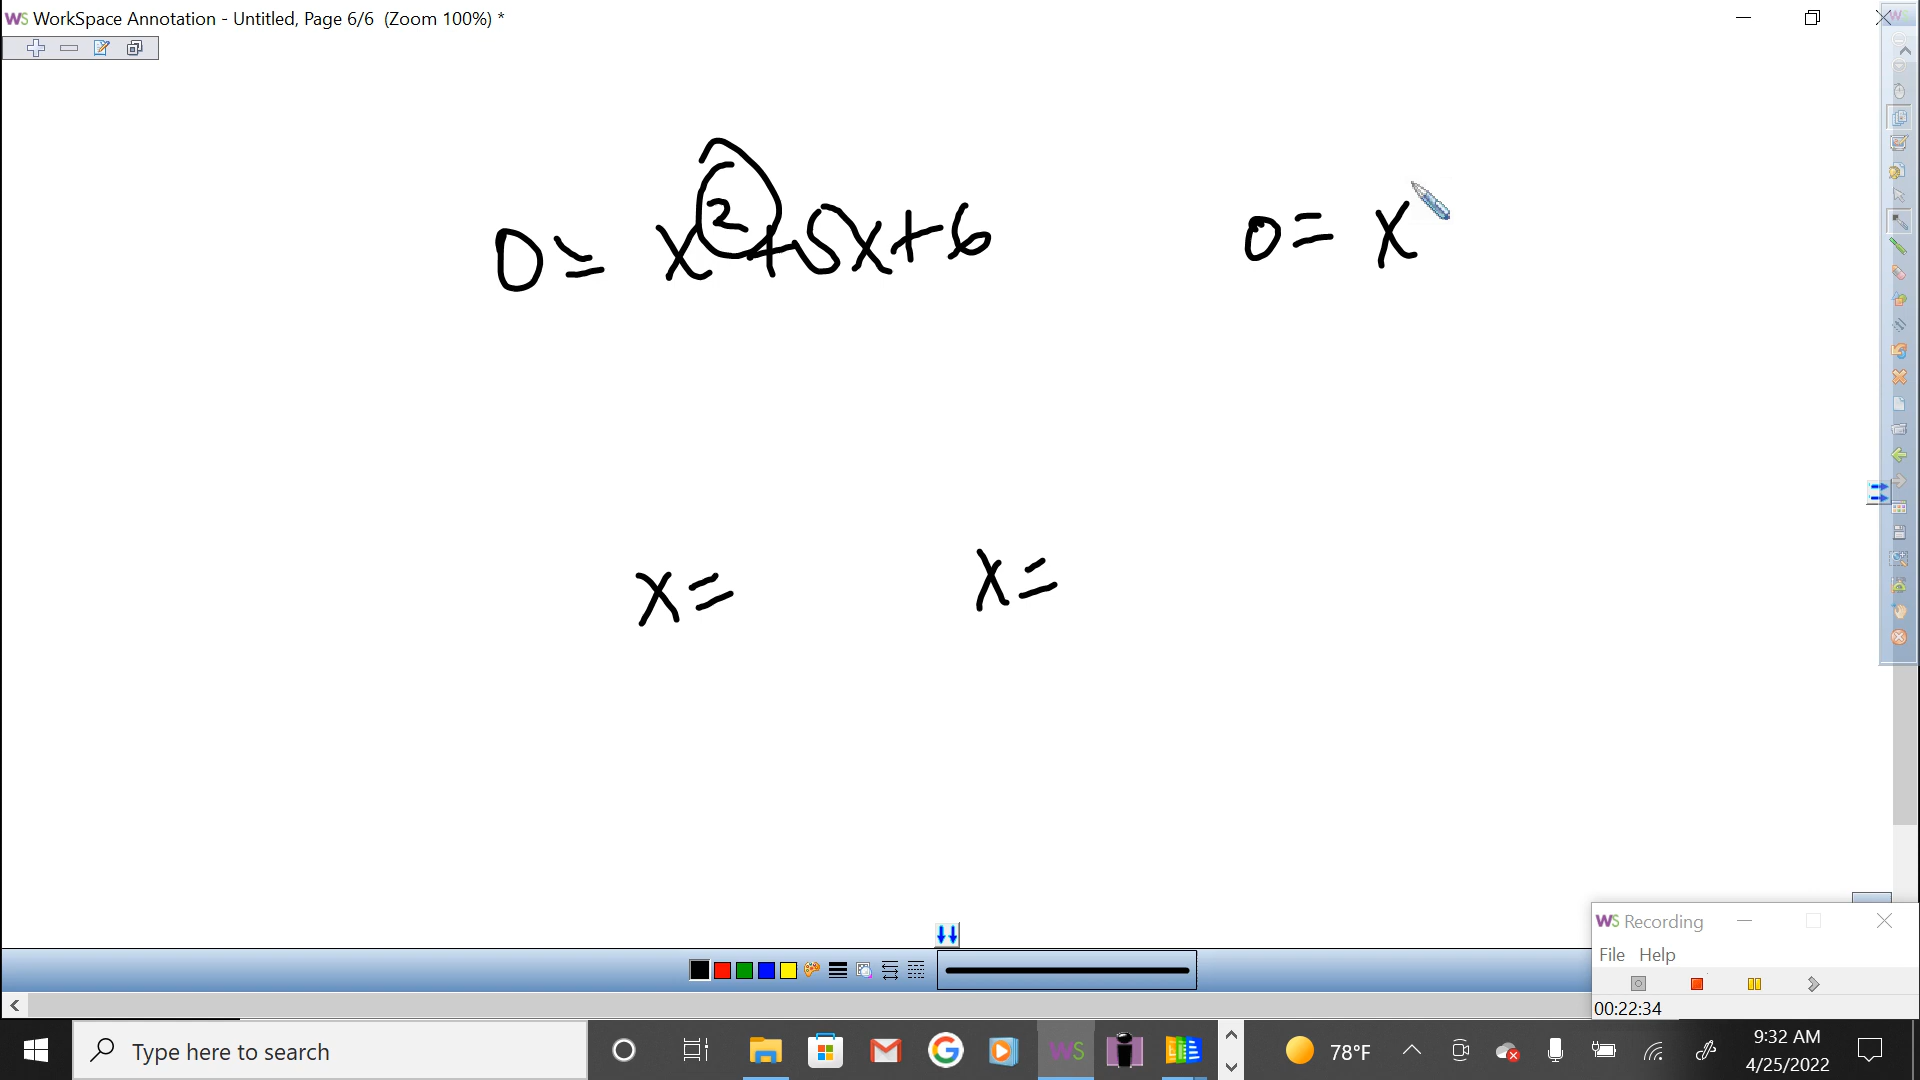 WS WorkSpace Annotation - Untitled, Page 6/6 (Zoom 100%) *
0 = x² + 5x + 6
0 = x
x =
x =
WS Recording
File Help
00:22:34
Type here to search
WS
78°F
9:32 AM
4/25/2022